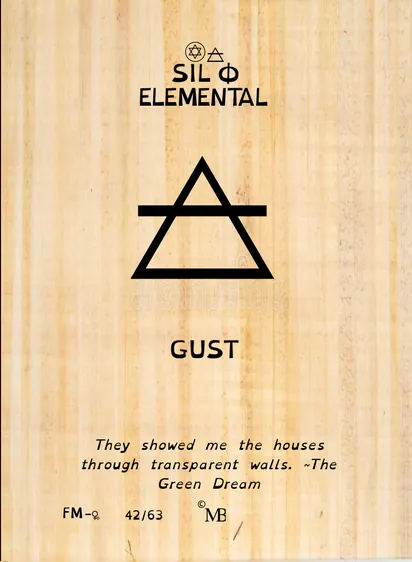 SIL Φ
ELEMENTAL
GUST
They showed me the houses
through transparent walls. ~The
Green Dream
FM-♀ 42/63 © MB